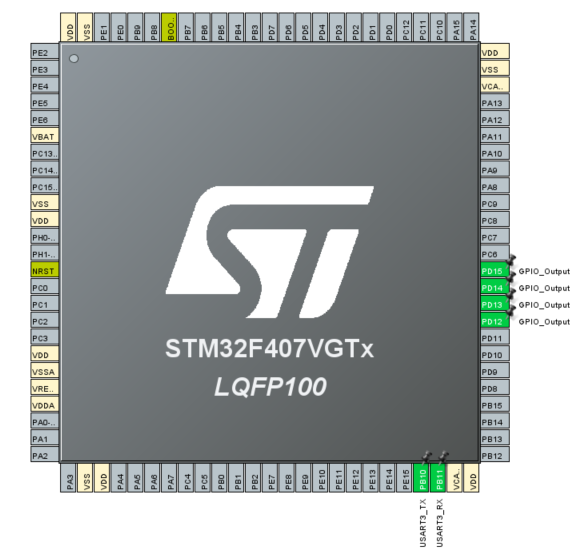 VDD
VSS
PE1
PE0
PB9
PB8
BOO..
PB7
PB6
PB5
PB4
PB3
PD7
PD6
PD5
PD4
PD3
PD2
PD1
PD0
PC12
PC11
PC10
PA15
PA14
PE2
PE3
PE4
PE5
PE6
VBAT
PC13..
PC14..
PC15..
VSS
VDD
PH0-..
PH1-..
NRST
PC0
PC1
PC2
PC3
VDD
VSSA
VRE..
VDDA
PA0-..
PA1
PA2
STM32F407VGTx
LQFP100
VDD
VSS
VCA..
PA13
PA12
PA11
PA10
PA9
PA8
PC9
PC8
PC7
PC6
PD15 GPIO_Output
PD14 GPIO_Output
PD13 GPIO_Output
PD12 GPIO_Output
PD11
PD10
PD9
PD8
PB15
PB14
PB13
PB12
PA3
VSS
VDD
PA4
PA5
PA6
PA7
PC4
PC5
PB0
PB1
PB2
PE7
PE8
PE9
PE10
PE11
PE12
PE13
PE14
PE15
PB10
PB11
VCA..
VDD
USART3_TX
USART3_RX